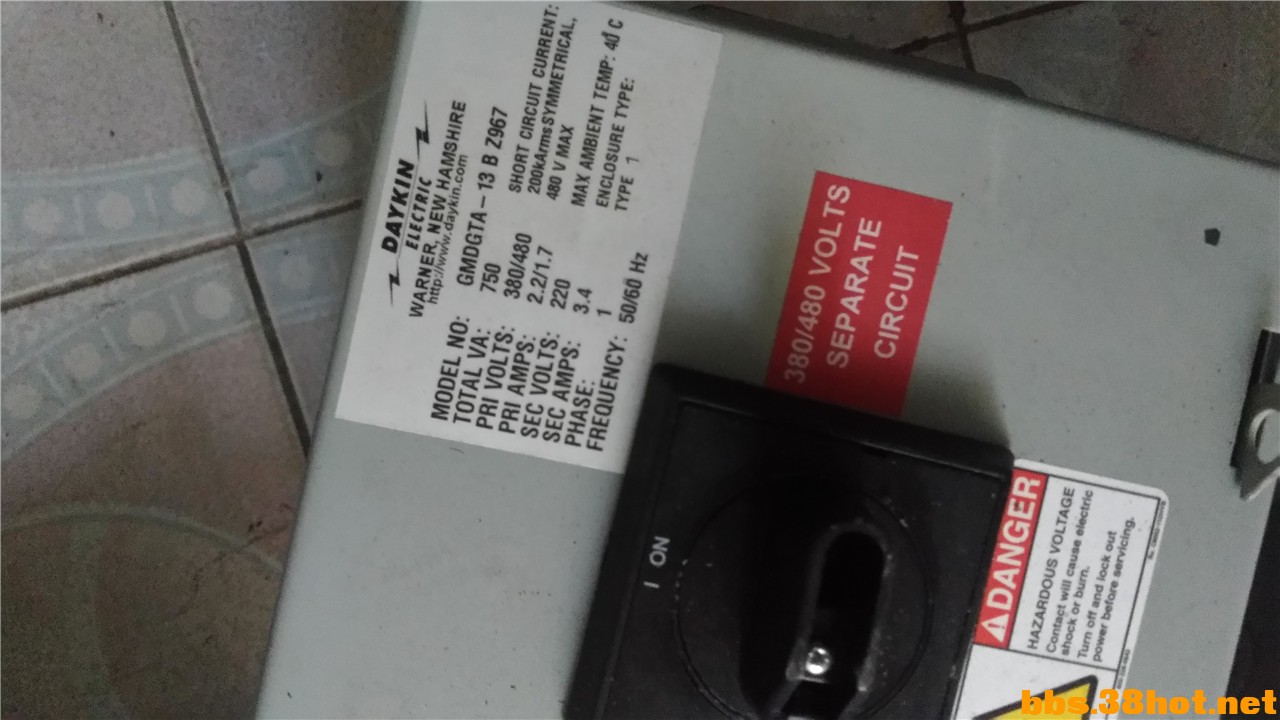 DAYKIN
ELECTRIC
WARNER, NEW HAMSHIRE
http://www.daykin.com
MODEL NO: GMDGTA-13 B Z967
TOTAL VA: 750
PRI VOLTS: 380/480
PRI AMPS: 2.2/1.7
SEC VOLTS: 220
SEC AMPS: 3.4
PHASE: 1
FREQUENCY: 50/60 Hz
SHORT CIRCUIT CURRENT:
200kArmsSYMMETRICAL,
480 V MAX
MAX AMBIENT TEMP: 40 C
ENCLOSURE TYPE:
TYPE 1
380/480 VOLTS
SEPARATE
CIRCUIT
I ON
DANGER
HAZARDOUS VOLTAGE
Contact will cause electric
shock or burn.
Turn off and lock out
power before servicing.
bbs.38hot.net